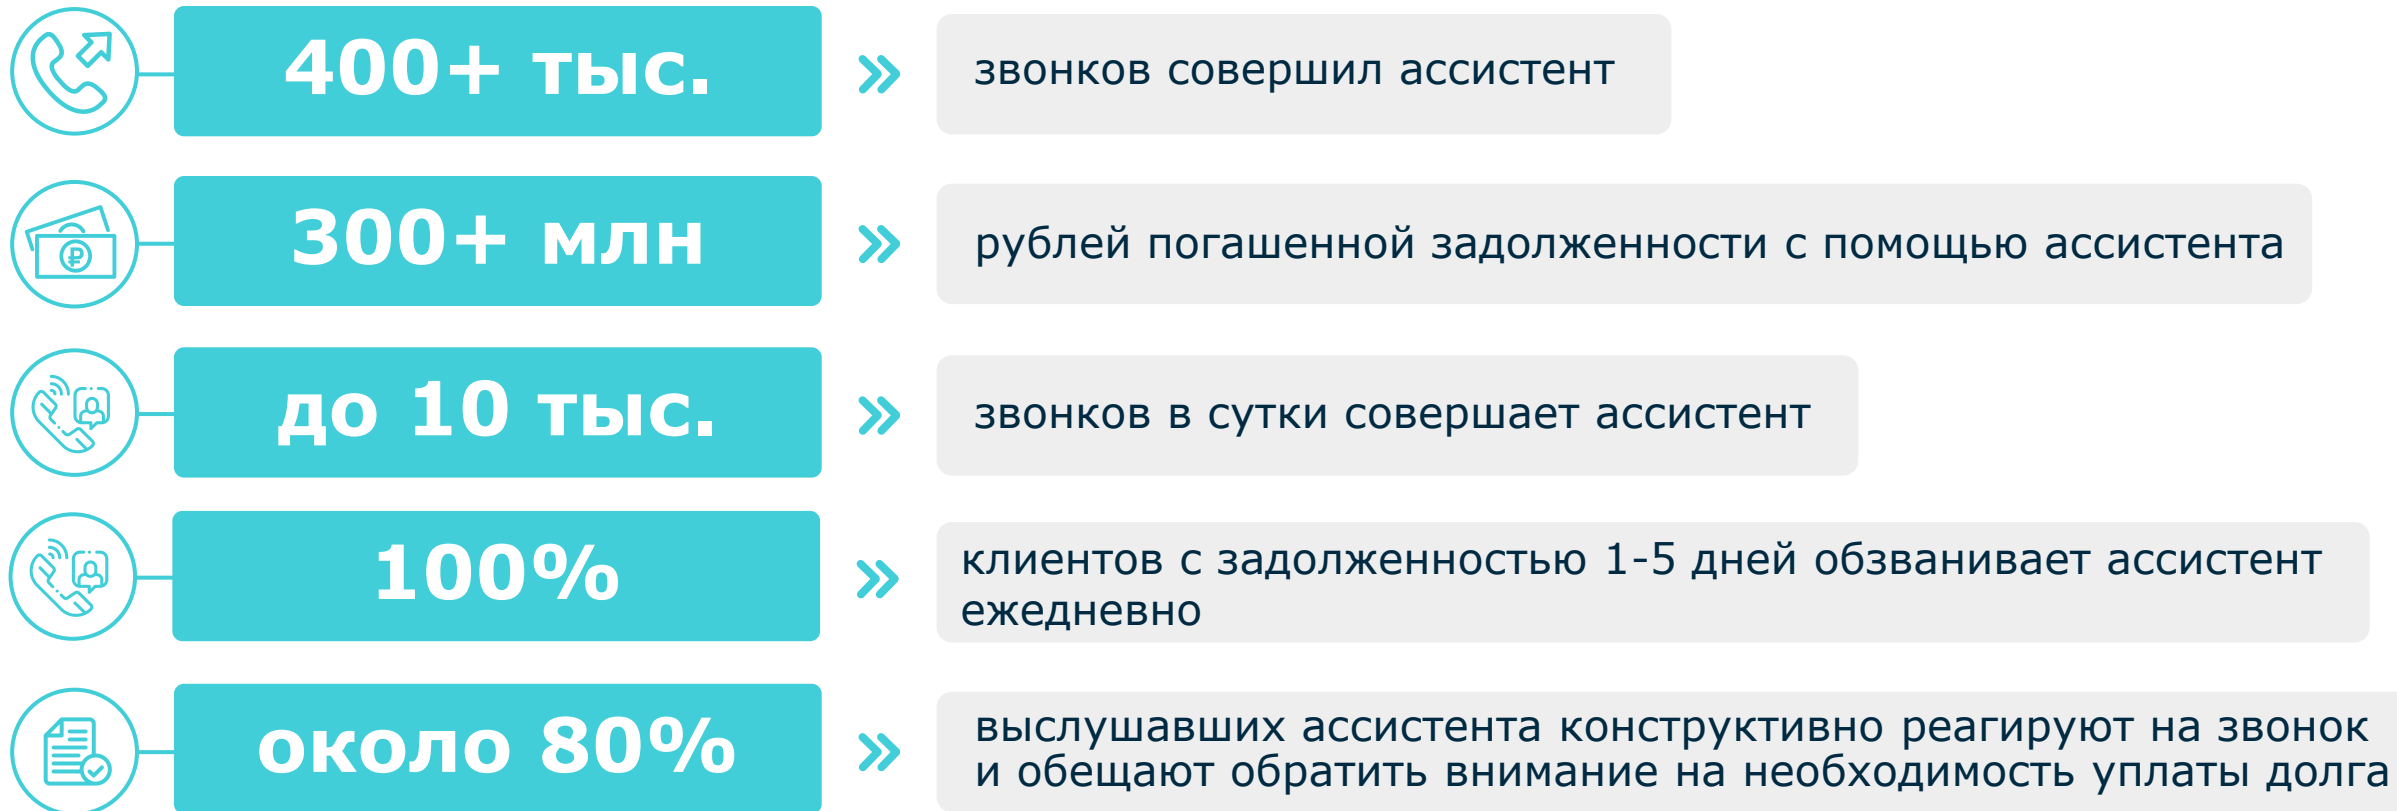 400+ тыс.
звонков совершил ассистент
300+ млн
рублей погашенной задолженности с помощью ассистента
до 10 тыс.
звонков в сутки совершает ассистент
100%
клиентов с задолженностью 1-5 дней обзванивает ассистент
ежедневно
около 80%
выслушавших ассистента конструктивно реагируют на звонок
и обещают обратить внимание на необходимость уплаты долга